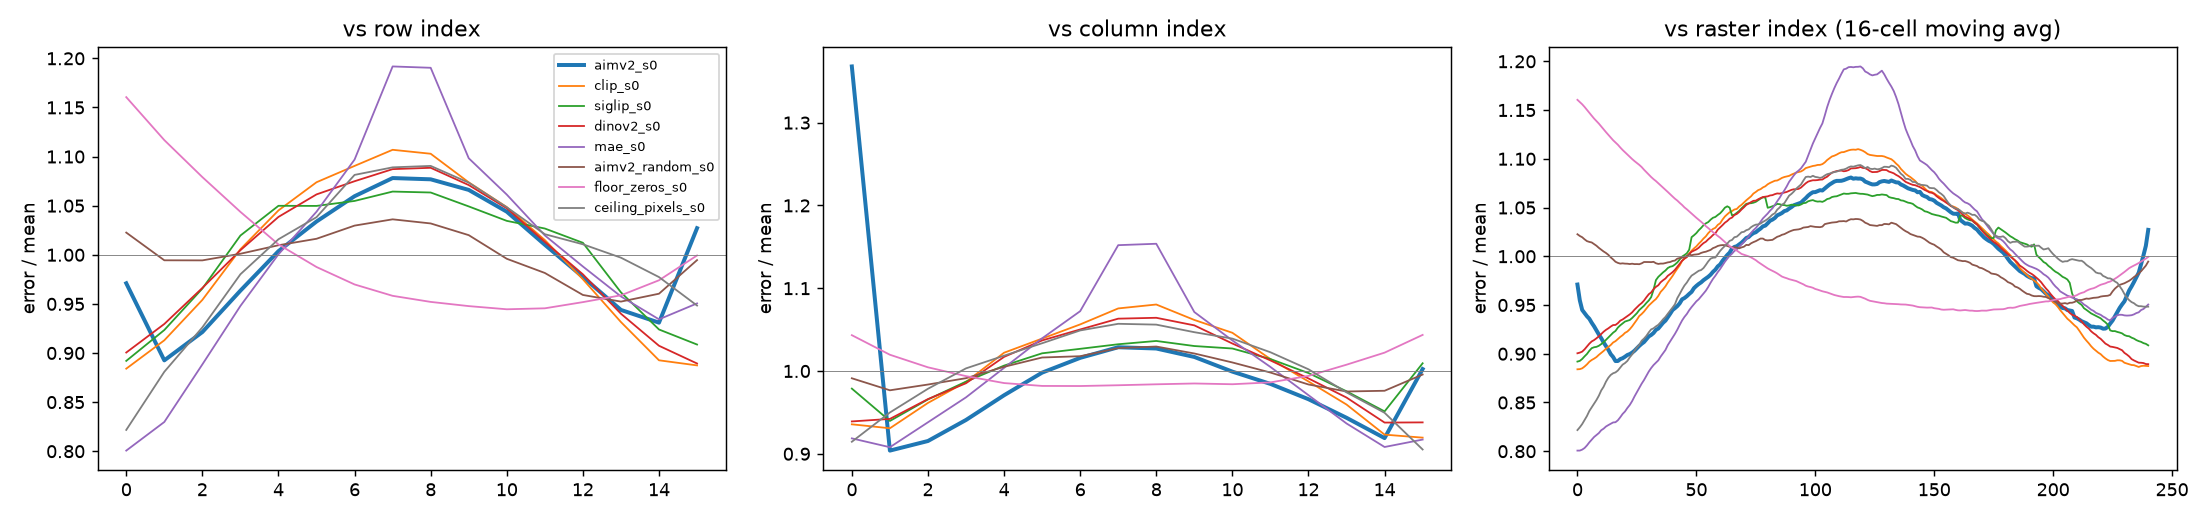 vs row index
error / mean
1.20
1.15
1.10
1.05
1.00
0.95
0.90
0.85
0.80
0 2 4 6 8 10 12 14
aimv2_s0
clip_s0
siglip_s0
dinov2_s0
mae_s0
aimv2_random_s0
floor_zeros_s0
ceiling_pixels_s0
vs column index
error / mean
1.3
1.2
1.1
1.0
0.9
0 2 4 6 8 10 12 14
vs raster index (16-cell moving avg)
error / mean
1.20
1.15
1.10
1.05
1.00
0.95
0.90
0.85
0.80
0 50 100 150 200 250